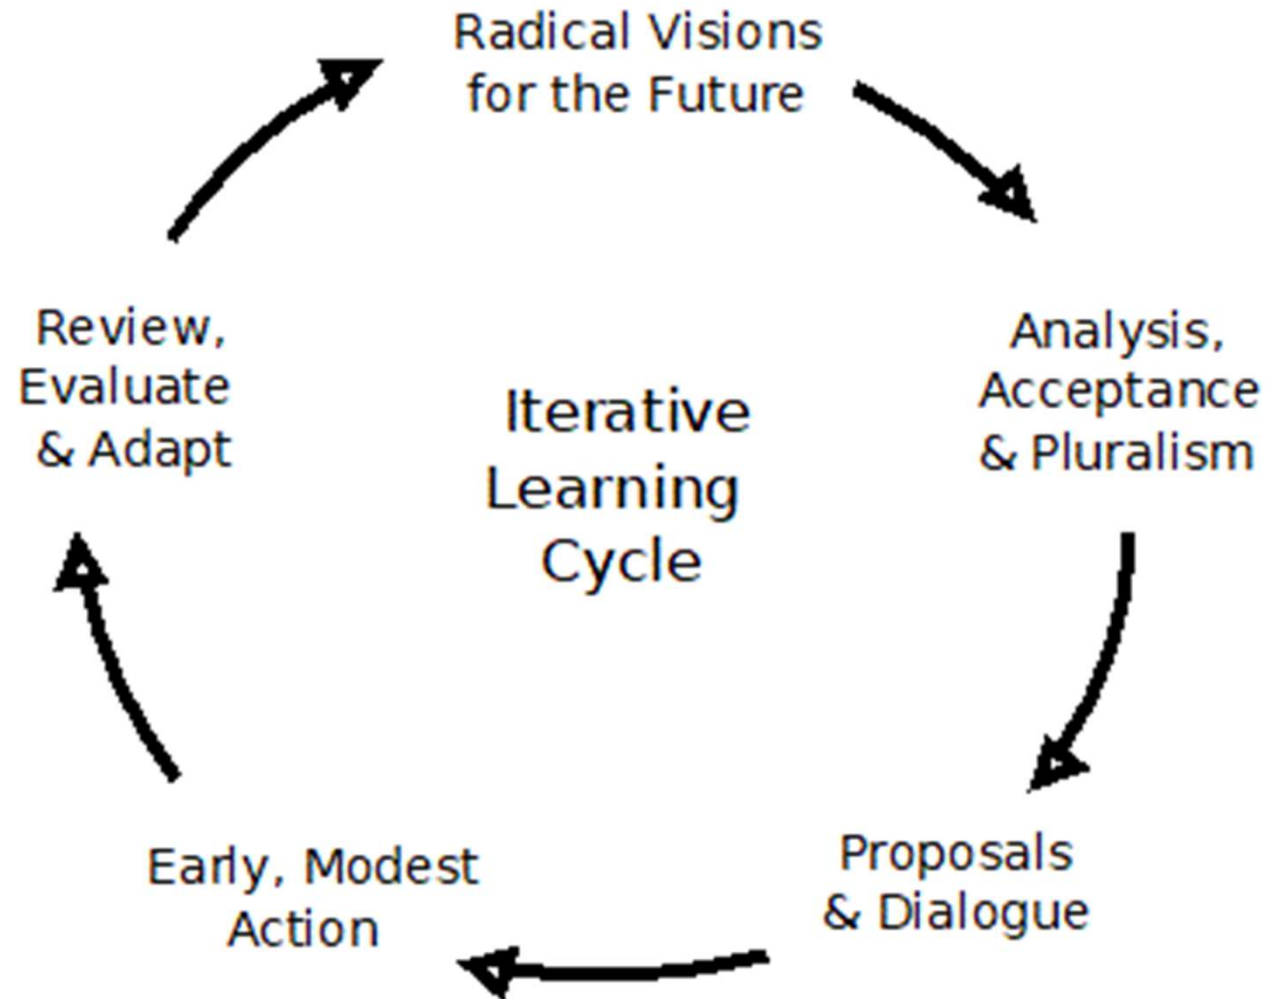 Radical Visions
for the Future
Analysis,
Acceptance
& Pluralism
Proposals
& Dialogue
Early, Modest
Action
Review,
Evaluate
& Adapt
Iterative
Learning
Cycle